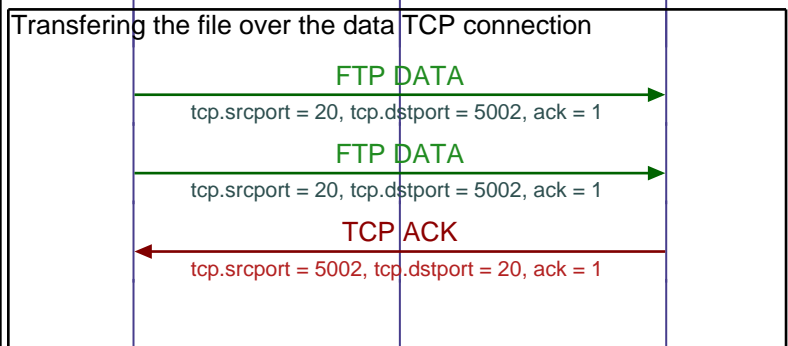 Transfering the file over the data TCP connection
FTP DATA
tcp.srcport = 20, tcp.dstport = 5002, ack = 1
FTP DATA
tcp.srcport = 20, tcp.dstport = 5002, ack = 1
TCP ACK
tcp.srcport = 5002, tcp.dstport = 20, ack = 1